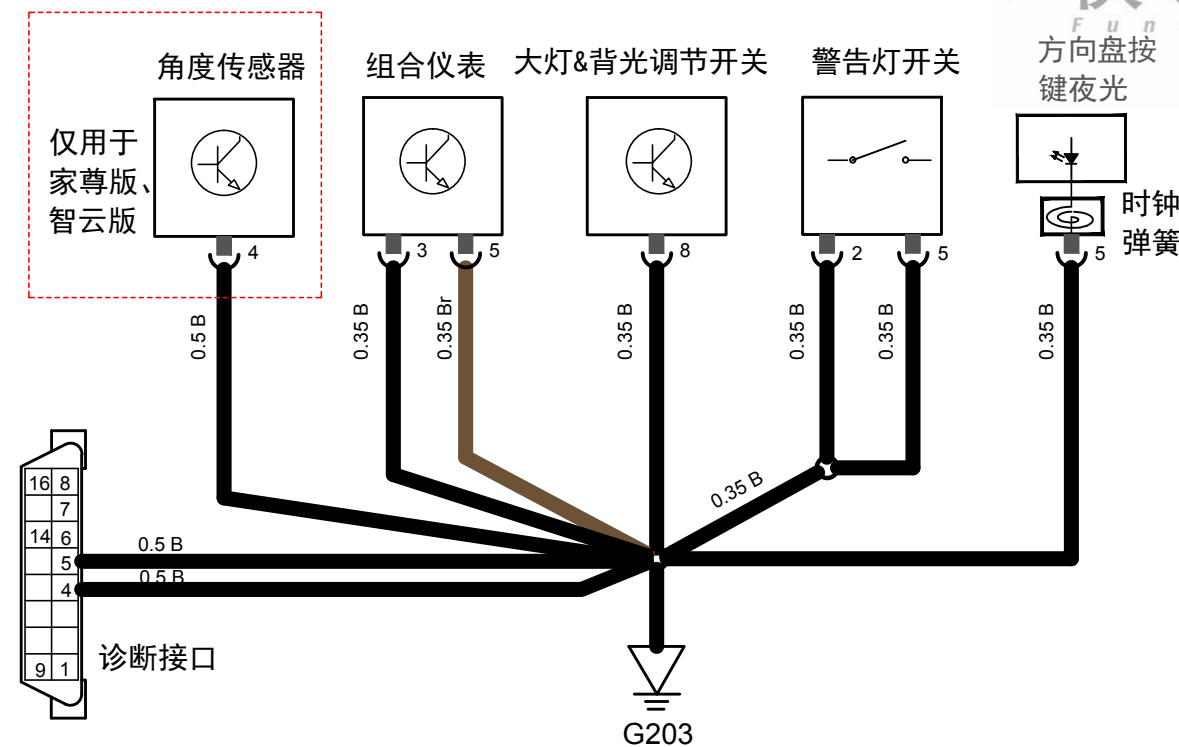 F u n
角度传感器
组合仪表
大灯&背光调节开关
警告灯开关
方向盘按
键夜光
仅用于
家尊版、
智云版
时钟
弹簧
4
3
5
8
2
5
5
0.5 B
0.35 B
0.35 Br
0.35 B
0.35 B
0.35 B
0.35 B
0.35 B
16 8
7
14 6
5
4
9 1
0.5 B
0.5 B
诊断接口
G203